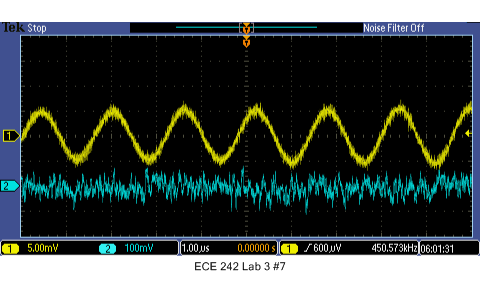 Tek Stop Noise Filter Off
1
2
1 5.00mV 2 100mV 1.00µs 0.00000 s 1 600µV 450.573kHz 06:01:31
ECE 242 Lab 3 #7